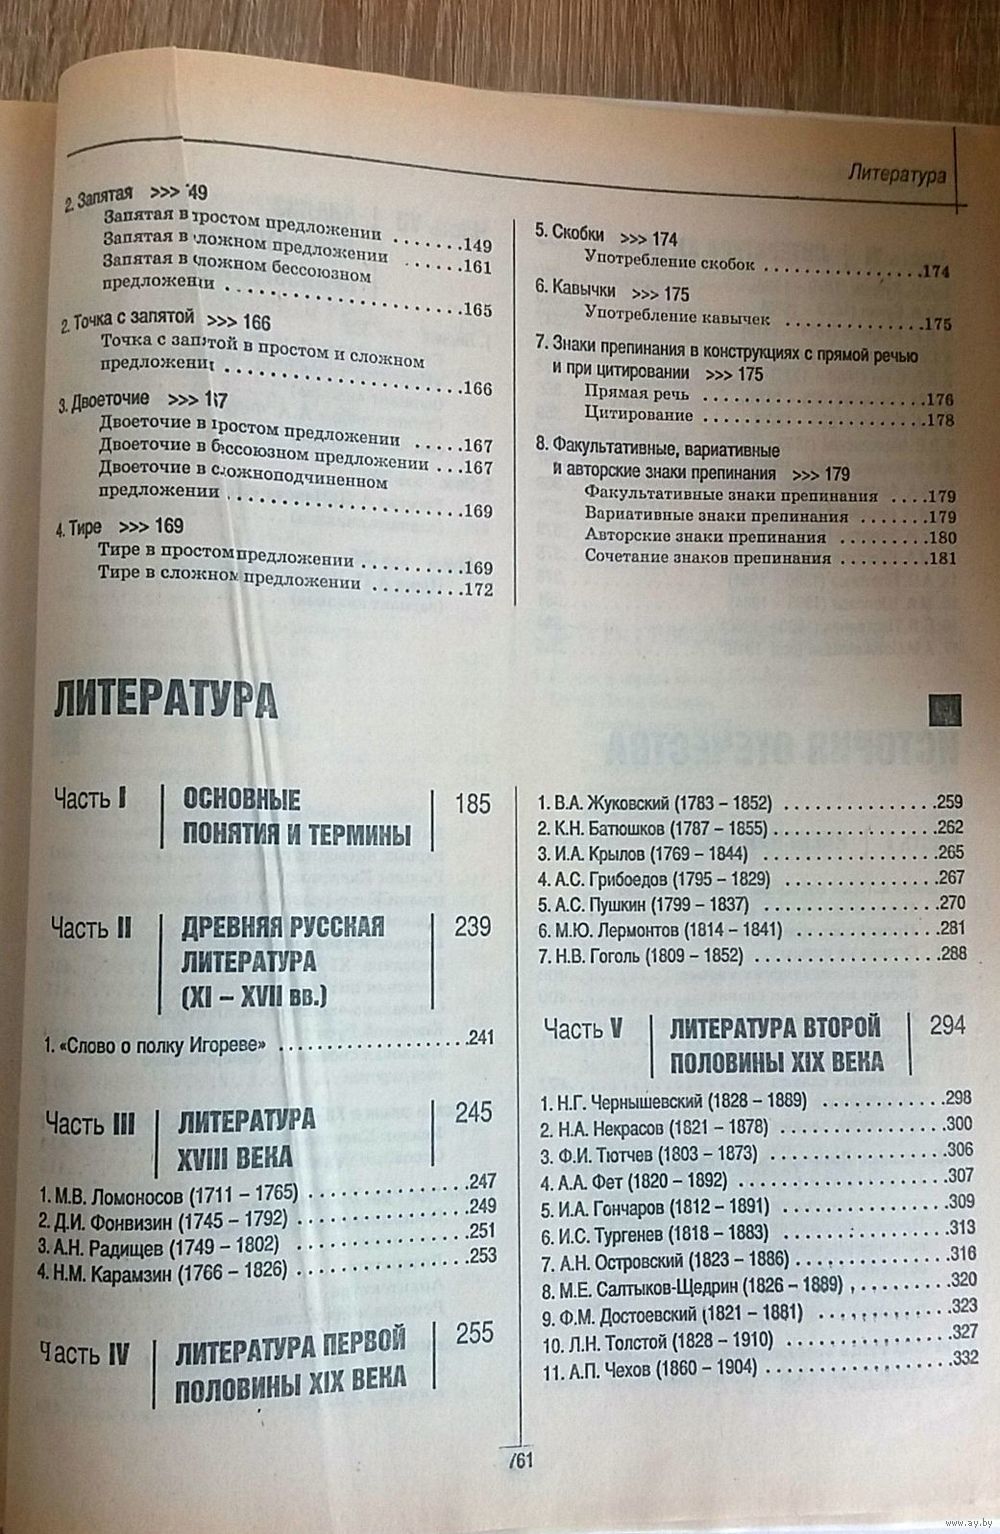 Литература
2. Запятая >>> 149
Запятая в простом предложении .......149
Запятая в сложном предложении ......161
Запятая в сложном бессоюзном
предложении ......................165
2. Точка с запятой >>> 166
Точка с запятой в простом и сложном
предложении ......................166
3. Двоеточие >>> 167
Двоеточие в простом предложении .....167
Двоеточие в бессоюзном предложении ...167
Двоеточие в сложноподчиненном
предложении ......................169
4. Тире >>> 169
Тире в простом предложении ..........169
Тире в сложном предложении .........172
5. Скобки >>> 174
Употребление скобок ................174
6. Кавычки >>> 175
Употребление кавычек ..............175
7. Знаки препинания в конструкциях с прямой речью
и при цитировании >>> 175
Прямая речь .......................176
Цитирование .......................178
8. Факультативные, вариативные
и авторские знаки препинания >>> 179
Факультативные знаки препинания ....179
Вариативные знаки препинания .......179
Авторские знаки препинания .........180
Сочетание знаков препинания .........181
ЛИТЕРАТУРА
Часть I ОСНОВНЫЕ 185
ПОНЯТИЯ И ТЕРМИНЫ
Часть II ДРЕВНЯЯ РУССКАЯ 239
ЛИТЕРАТУРА
(XI – XVII вв.)
1. «Слово о полку Игореве» ....................241
Часть III ЛИТЕРАТУРА 245
XVIII ВЕКА
1. М.В. Ломоносов (1711 – 1765) .................247
2. Д.И. Фонвизин (1745 – 1792) ..................249
3. А.Н. Радищев (1749 – 1802) ..................251
4. Н.М. Карамзин (1766 – 1826) ..................253
Часть IV ЛИТЕРАТУРА ПЕРВОЙ 255
ПОЛОВИНЫ XIX ВЕКА
1. В.А. Жуковский (1783 – 1852) ................259
2. К.Н. Батюшков (1787 – 1855) .................262
3. И.А. Крылов (1769 – 1844) ..................265
4. А.С. Грибоедов (1795 – 1829) ................267
5. А.С. Пушкин (1799 – 1837) ..................270
6. М.Ю. Лермонтов (1814 – 1841) ...............281
7. Н.В. Гоголь (1809 – 1852) ...................288
Часть V ЛИТЕРАТУРА ВТОРОЙ 294
ПОЛОВИНЫ XIX ВЕКА
1. Н.Г. Чернышевский (1828 – 1889) .............298
2. Н.А. Некрасов (1821 – 1878) .................300
3. Ф.И. Тютчев (1803 – 1873) ..................306
4. А.А. Фет (1820 – 1892) ......................307
5. И.А. Гончаров (1812 – 1891) .................309
6. И.С. Тургенев (1818 – 1883) .................313
7. А.Н. Островский (1823 – 1886) ................316
8. М.Е. Салтыков-Щедрин (1826 – 1889) ...........320
9. Ф.М. Достоевский (1821 – 1881) ..............323
10. Л.Н. Толстой (1828 – 1910) .................327
11. А.П. Чехов (1860 – 1904) ....................332
761
www.ay.by